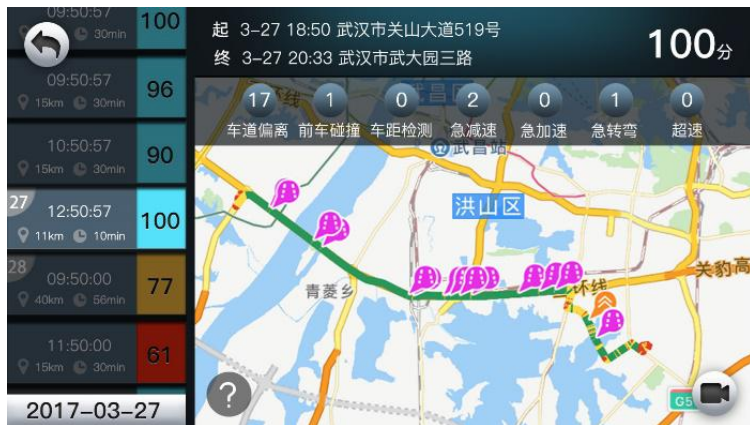 09:50:57
30min
100
09:50:57
15km
30min
96
10:50:57
15km
30min
90
27
12:50:57
11km
10min
100
28
09:50:00
40km
56min
77
11:50:00
15km
30min
61
2017-03-27
起 3-27 18:50 武汉市关山大道519号
终 3-27 20:33 武汉市武大园三路
100分
17
1
0
2
0
1
0
车道偏离
前车碰撞
车距检测
急减速
急加速
急转弯
超速
武昌区
武昌站
洪山区
青菱乡
三环线
关豹高
?
G5